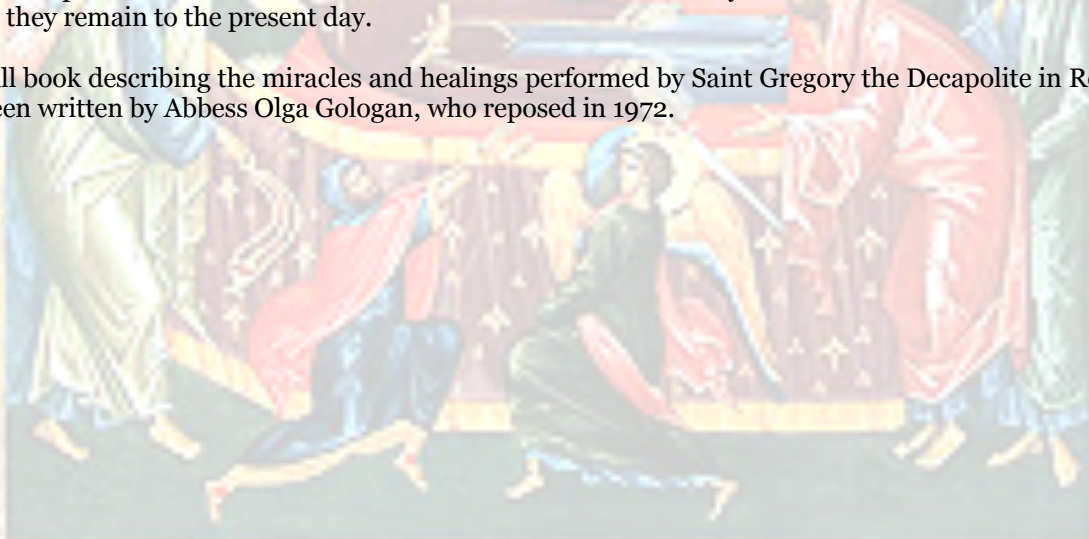 they remain to the present day.
book describing the miracles and healings performed by Saint Gregory the Decapolite in
written by Abbess Olga Gologan, who reposed in 1972.